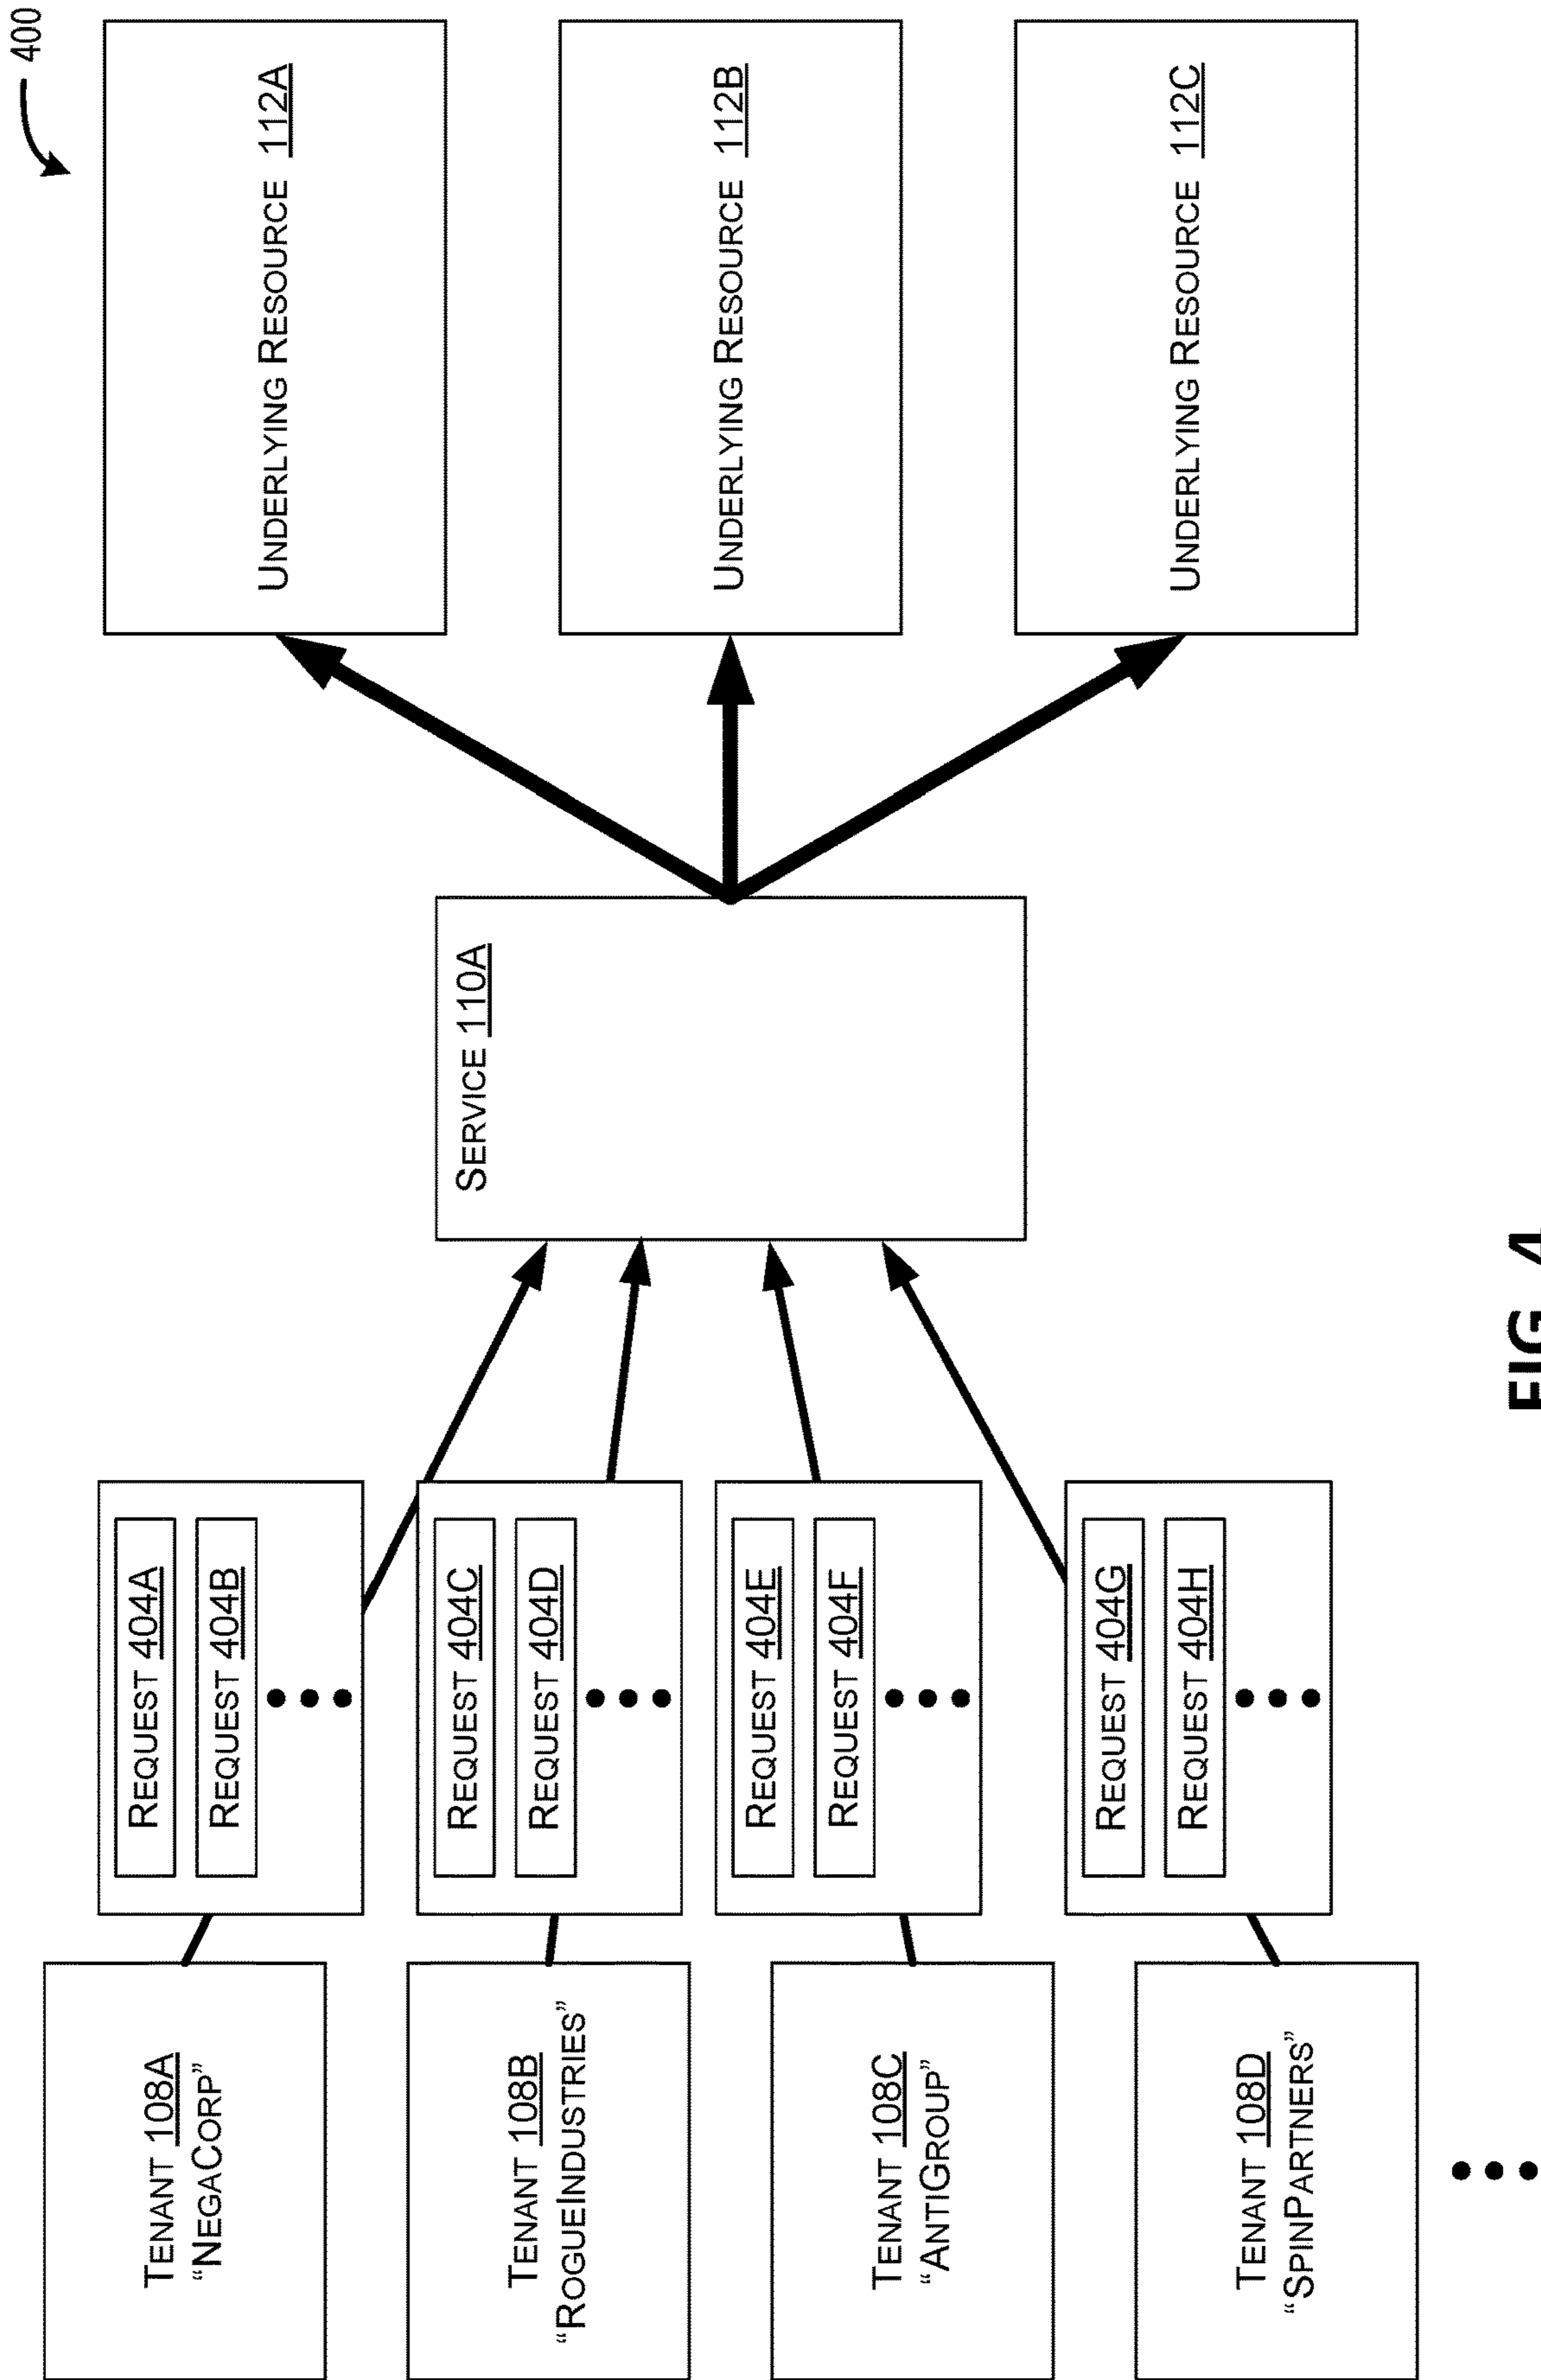 400
TENANT 108A
“NEGACORP”
REQUEST 404A
REQUEST 404B
TENANT 108B
“ROGUEINDUSTRIES”
REQUEST 404C
REQUEST 404D
TENANT 108C
“ANTIGROUP”
REQUEST 404E
REQUEST 404F
TENANT 108D
“SPINPARTNERS”
REQUEST 404G
REQUEST 404H
SERVICE 110A
UNDERLYING RESOURCE 112A
UNDERLYING RESOURCE 112B
UNDERLYING RESOURCE 112C
FIG. 4